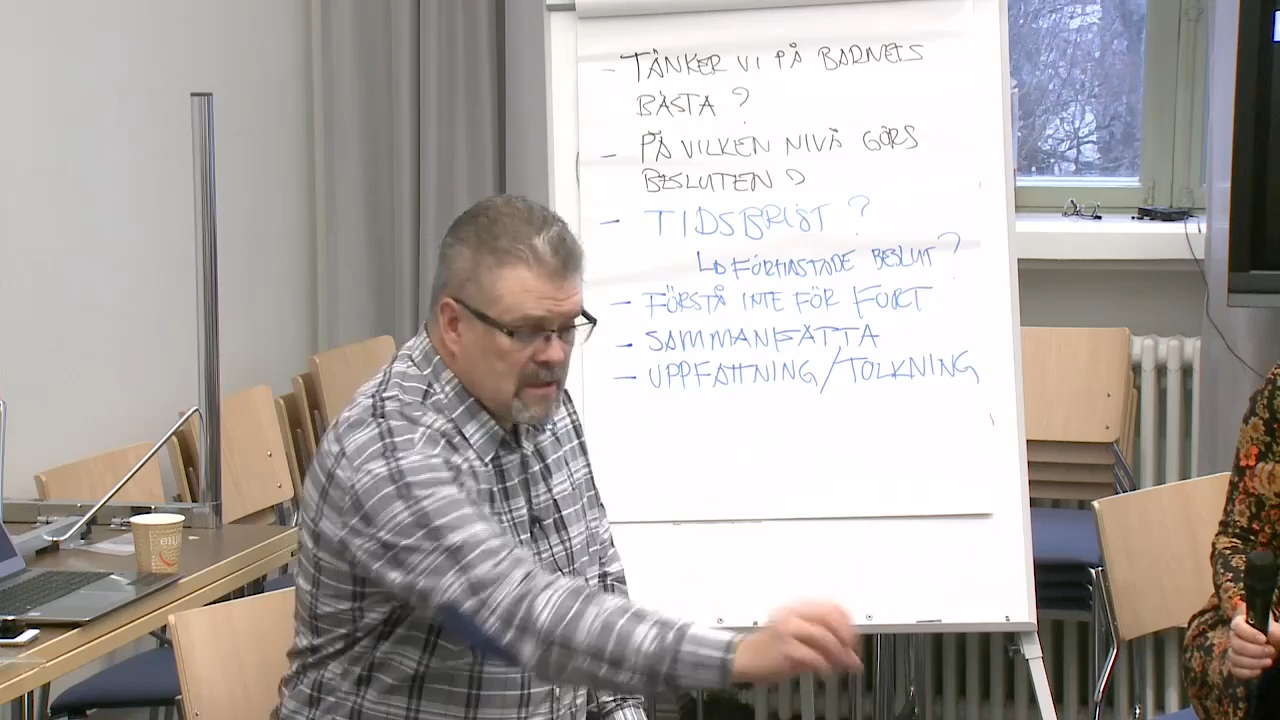 - TÄNKER VI PÅ BARNETS
BÄSTA ?
- PÅ VILKEN NIVÅ GÖRS
BESLUTEN ?
- TIDSBRIST ?
FÖRHASTADE BESLUT ?
- FÖRSTÅ INTE FÖR FORT
- SAMMANFATTA
- UPPFATTNING/TOLKNING